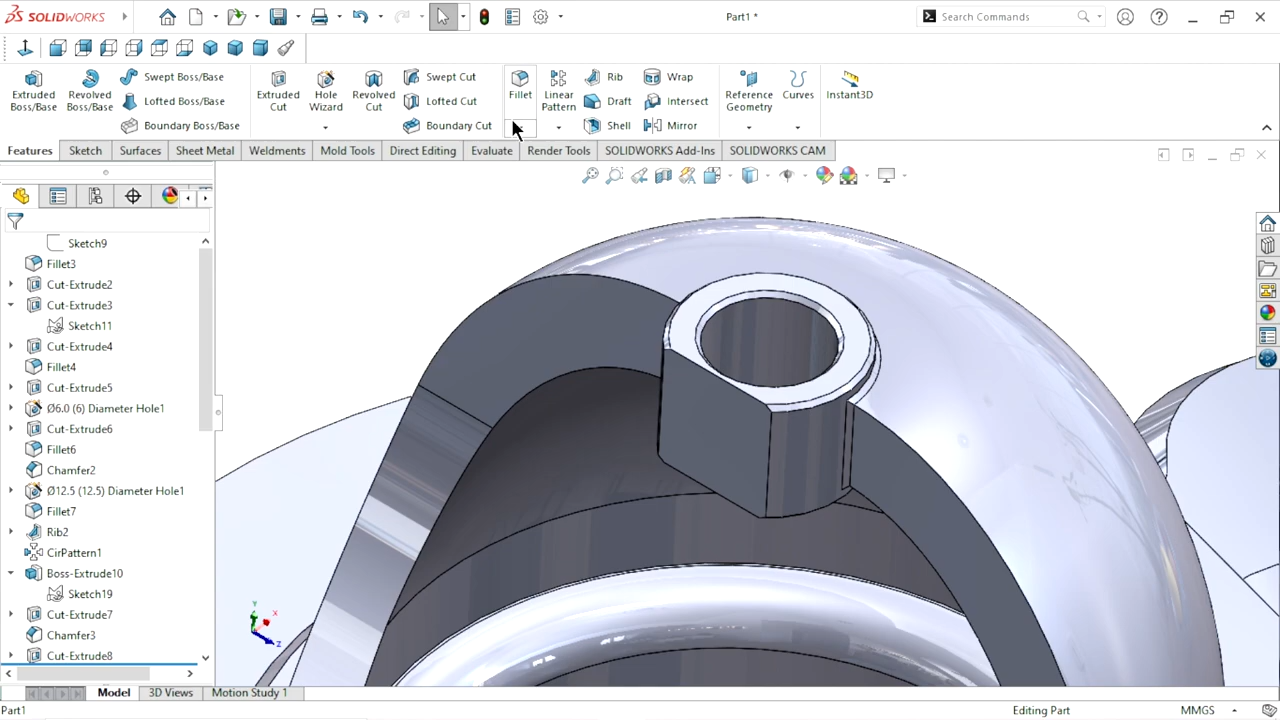 SOLIDWORKS
Part1 *
Search Commands
Extruded Boss/Base
Revolved Boss/Base
Swept Boss/Base
Lofted Boss/Base
Boundary Boss/Base
Extruded Cut
Hole Wizard
Revolved Cut
Swept Cut
Lofted Cut
Boundary Cut
Fillet
Linear Pattern
Rib
Draft
Shell
Wrap
Intersect
Mirror
Reference Geometry
Curves
Instant3D
Features
Sketch
Surfaces
Sheet Metal
Weldments
Mold Tools
Direct Editing
Evaluate
Render Tools
SOLIDWORKS Add-Ins
SOLIDWORKS CAM
Sketch9
Fillet3
Cut-Extrude2
Cut-Extrude3
Sketch11
Cut-Extrude4
Fillet4
Cut-Extrude5
Ø6.0 (6) Diameter Hole1
Cut-Extrude6
Fillet6
Chamfer2
Ø12.5 (12.5) Diameter Hole1
Fillet7
Rib2
CirPattern1
Boss-Extrude10
Sketch19
Cut-Extrude7
Chamfer3
Cut-Extrude8
Y
X
Z
Model
3D Views
Motion Study 1
Part1
Editing Part
MMGS